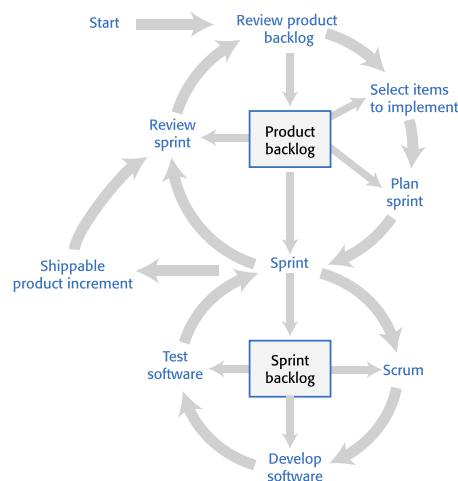 Start
Review product
backlog
Select items
to implement
Review
sprint
Product
backlog
Plan
sprint
Sprint
Shippable
product increment
Test
software
Sprint
backlog
Scrum
Develop
software